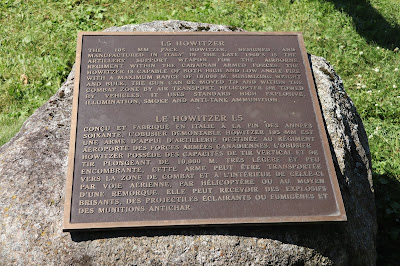 L5 HOWITZER
THE 105 MM PACK HOWITZER, DESIGNED AND
MANUFACTURED IN ITALY IN THE LATE 1950'S IS THE
ARTILLERY SUPPORT WEAPON FOR THE AIRBORNE
REGIMENT WITHIN THE CANADIAN ARMED FORCES. THE
HOWITZER IS CAPABLE OF BOTH HIGH AND LOW ANGLE FIRE
WITH A MAXIMUM RANGE OF 10,000 M. MINIMIZING WEIGHT
AND BULK, THE GUN CAN BE MOVED TO AND WITHIN THE
COMBAT ZONE BY AIR TRANSPORT, HELICOPTER OR TOWED
BY VEHICLES. IT USES STANDARD HIGH EXPLOSIVE,
ILLUMINATION, SMOKE AND ANTI-TANK AMMUNITION.
LE HOWITZER L5
CONÇU ET FABRIQUÉ EN ITALIE À LA FIN DES ANNÉES
SOIXANTE, L'OBUSIER DÉMONTABLE HOWITZER 105 MM EST
UNE ARME D'APPUI D'ARTILLERIE DESTINÉE AU RÉGIMENT
AÉROPORTÉ DES FORCES ARMÉES CANADIENNES. L'OBUSIER
HOWITZER POSSÈDE DES CAPACITÉS DE TIR VERTICAL ET DE
TIR PLONGEANT DE 10,000 M. TRÈS LÉGÈRE ET PEU
ENCOMBRANTE, CETTE ARME PEUT ÊTRE TRANSPORTÉE
VERS LA ZONE DE COMBAT ET À L'INTÉRIEUR DE CELLE-CI
PAR VOIE AÉRIENNE, PAR HÉLICOPTÈRE OU AU MOYEN
D'UNE REMORQUE. ELLE PEUT RECEVOIR DES EXPLOSIFS
BRISANTS, DES PROJECTILES ÉCLAIRANTS OU FUMIGÈNES ET
DES MUNITIONS ANTICHAR.